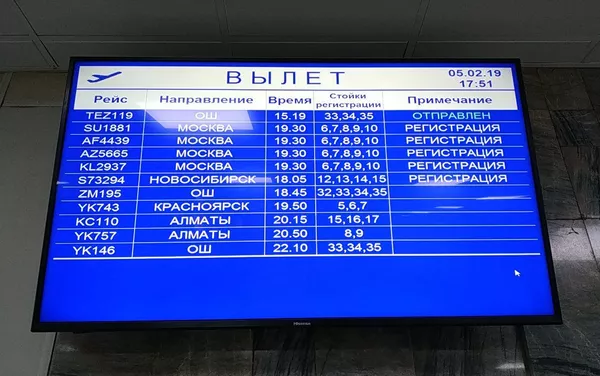 ВЫЛЕТ 05.02.19
17:51
Рейс Направление Время Стойки регистрации Примечание
TEZ119 ОШ 15.19 33,34,35 ОТПРАВЛЕН
SU1881 МОСКВА 19.30 6,7,8,9,10 РЕГИСТРАЦИЯ
AF4439 МОСКВА 19.30 6,7,8,9,10 РЕГИСТРАЦИЯ
AZ5665 МОСКВА 19.30 6,7,8,9,10 РЕГИСТРАЦИЯ
KL2937 МОСКВА 19.30 6,7,8,9,10 РЕГИСТРАЦИЯ
S73294 НОВОСИБИРСК 18.05 12,13,14,15 РЕГИСТРАЦИЯ
ZM195 ОШ 18.45 32,33,34,35
YK743 КРАСНОЯРСК 19.50 5,6,7
KC110 АЛМАТЫ 20.15 15,16,17
YK757 АЛМАТЫ 20.50 8,9
YK146 ОШ 22.10 33,34,35
Hisense